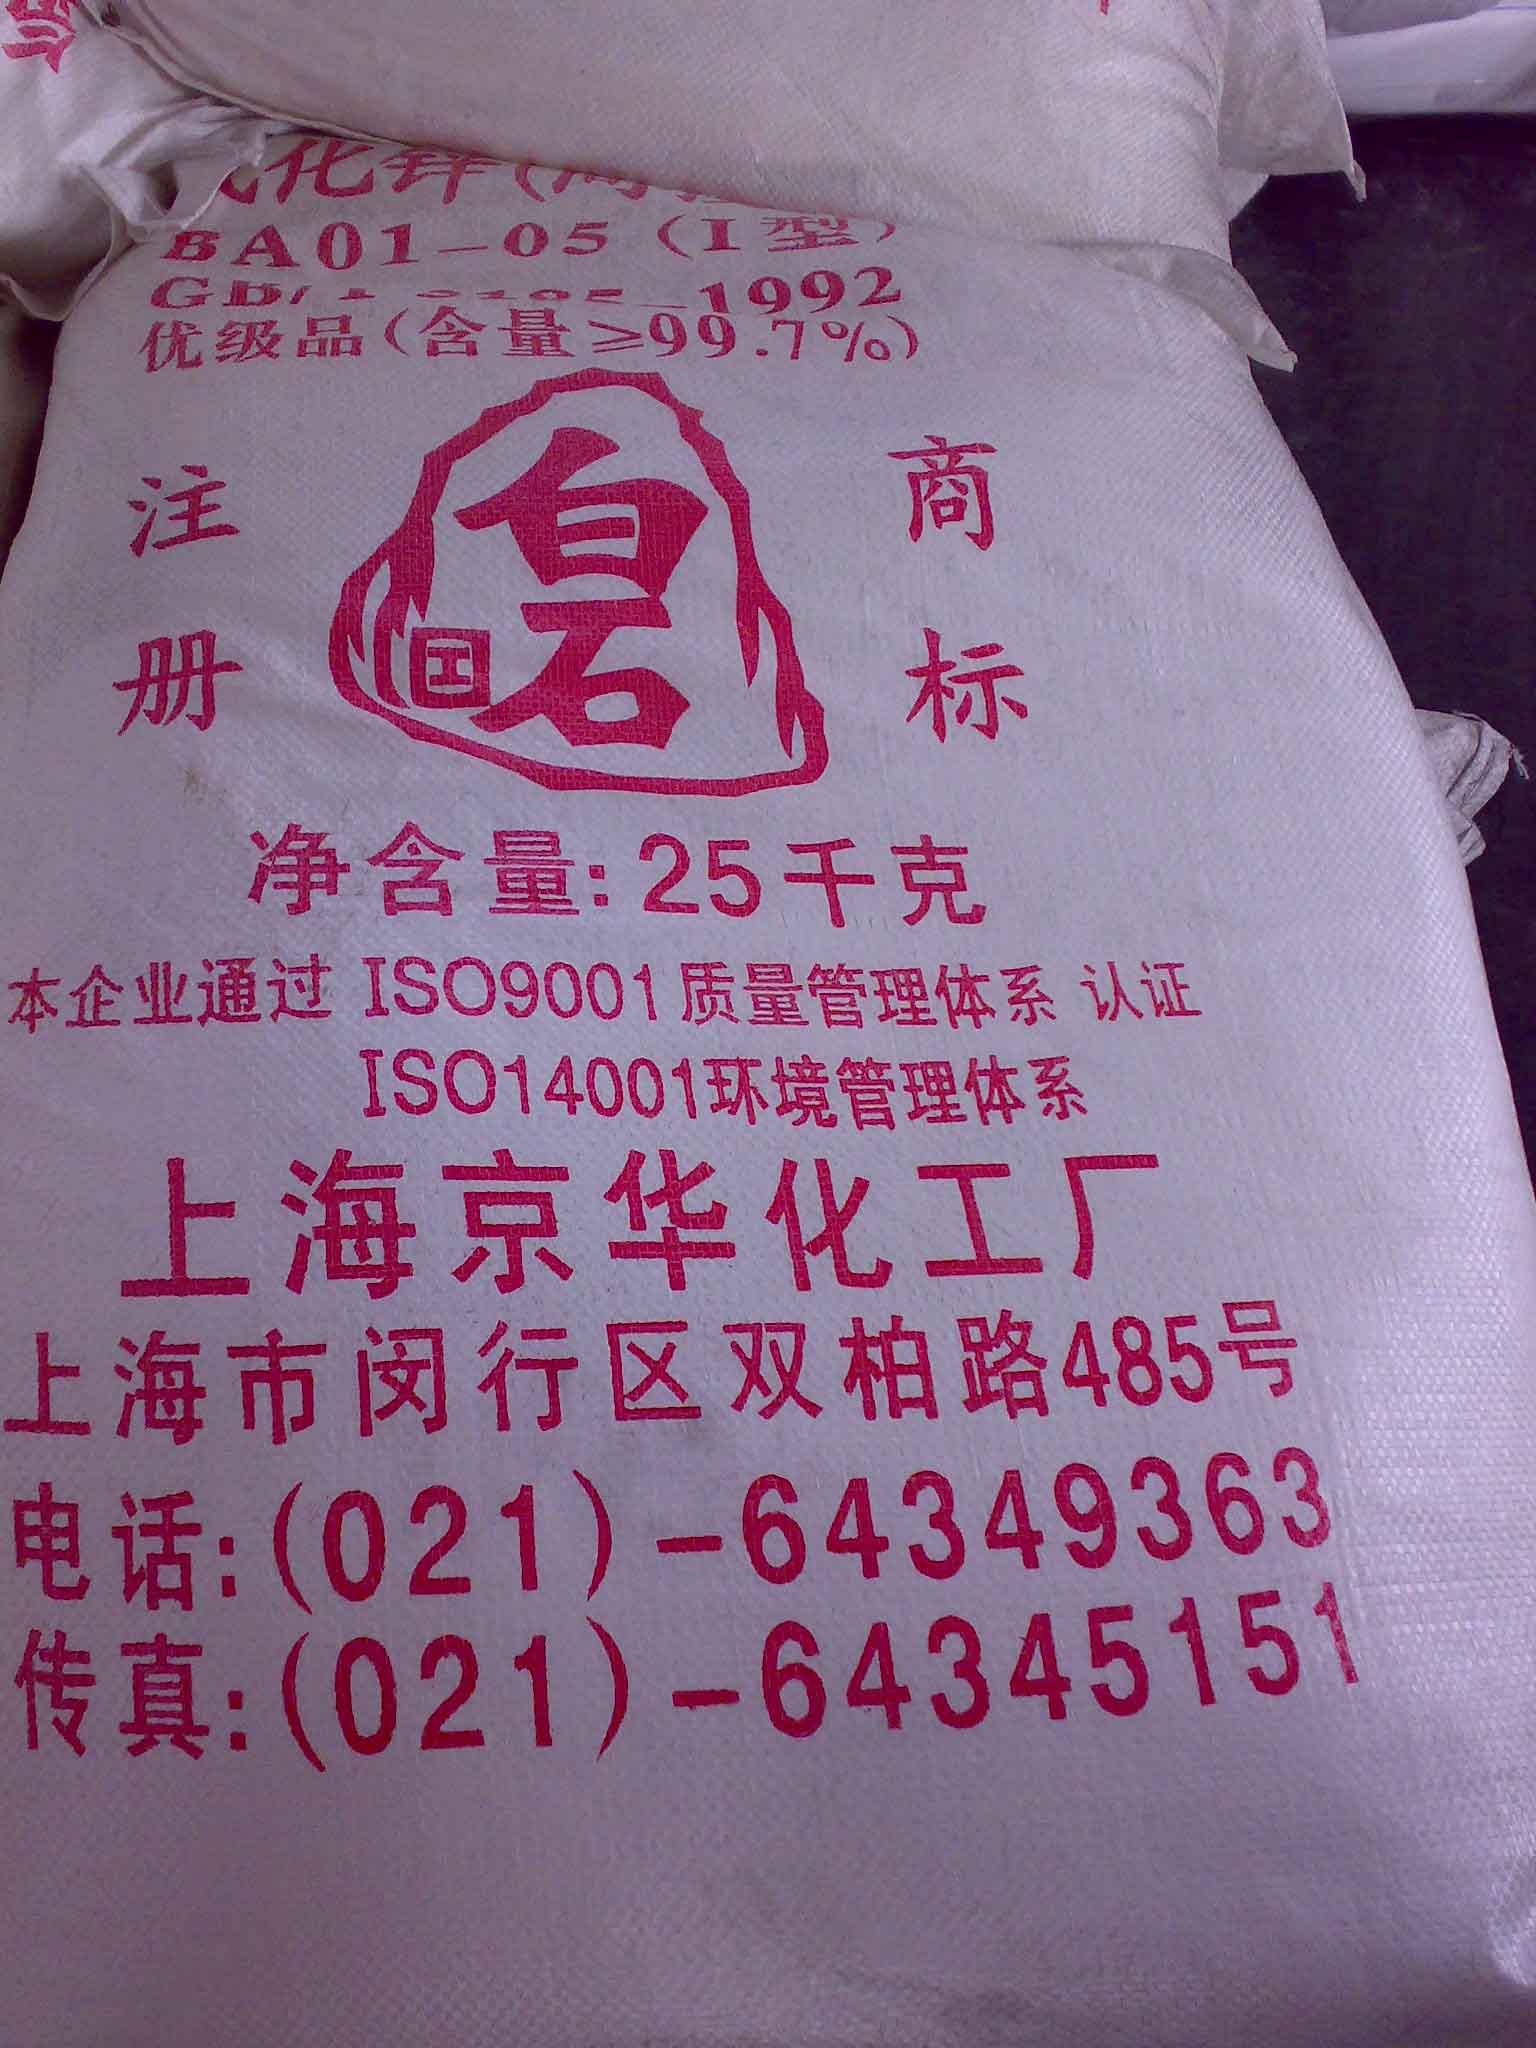 化锌(
BA01-05 (I型)
1992
优级品(含量≥99.7%)
注册 商标
白石
净含量:25千克
本企业通过 ISO9001质量管理体系 认证
ISO14001环境管理体系
上海京华化工厂
上海市闵行区双柏路485号
电话:(021)-64349363
传真:(021)-64345151